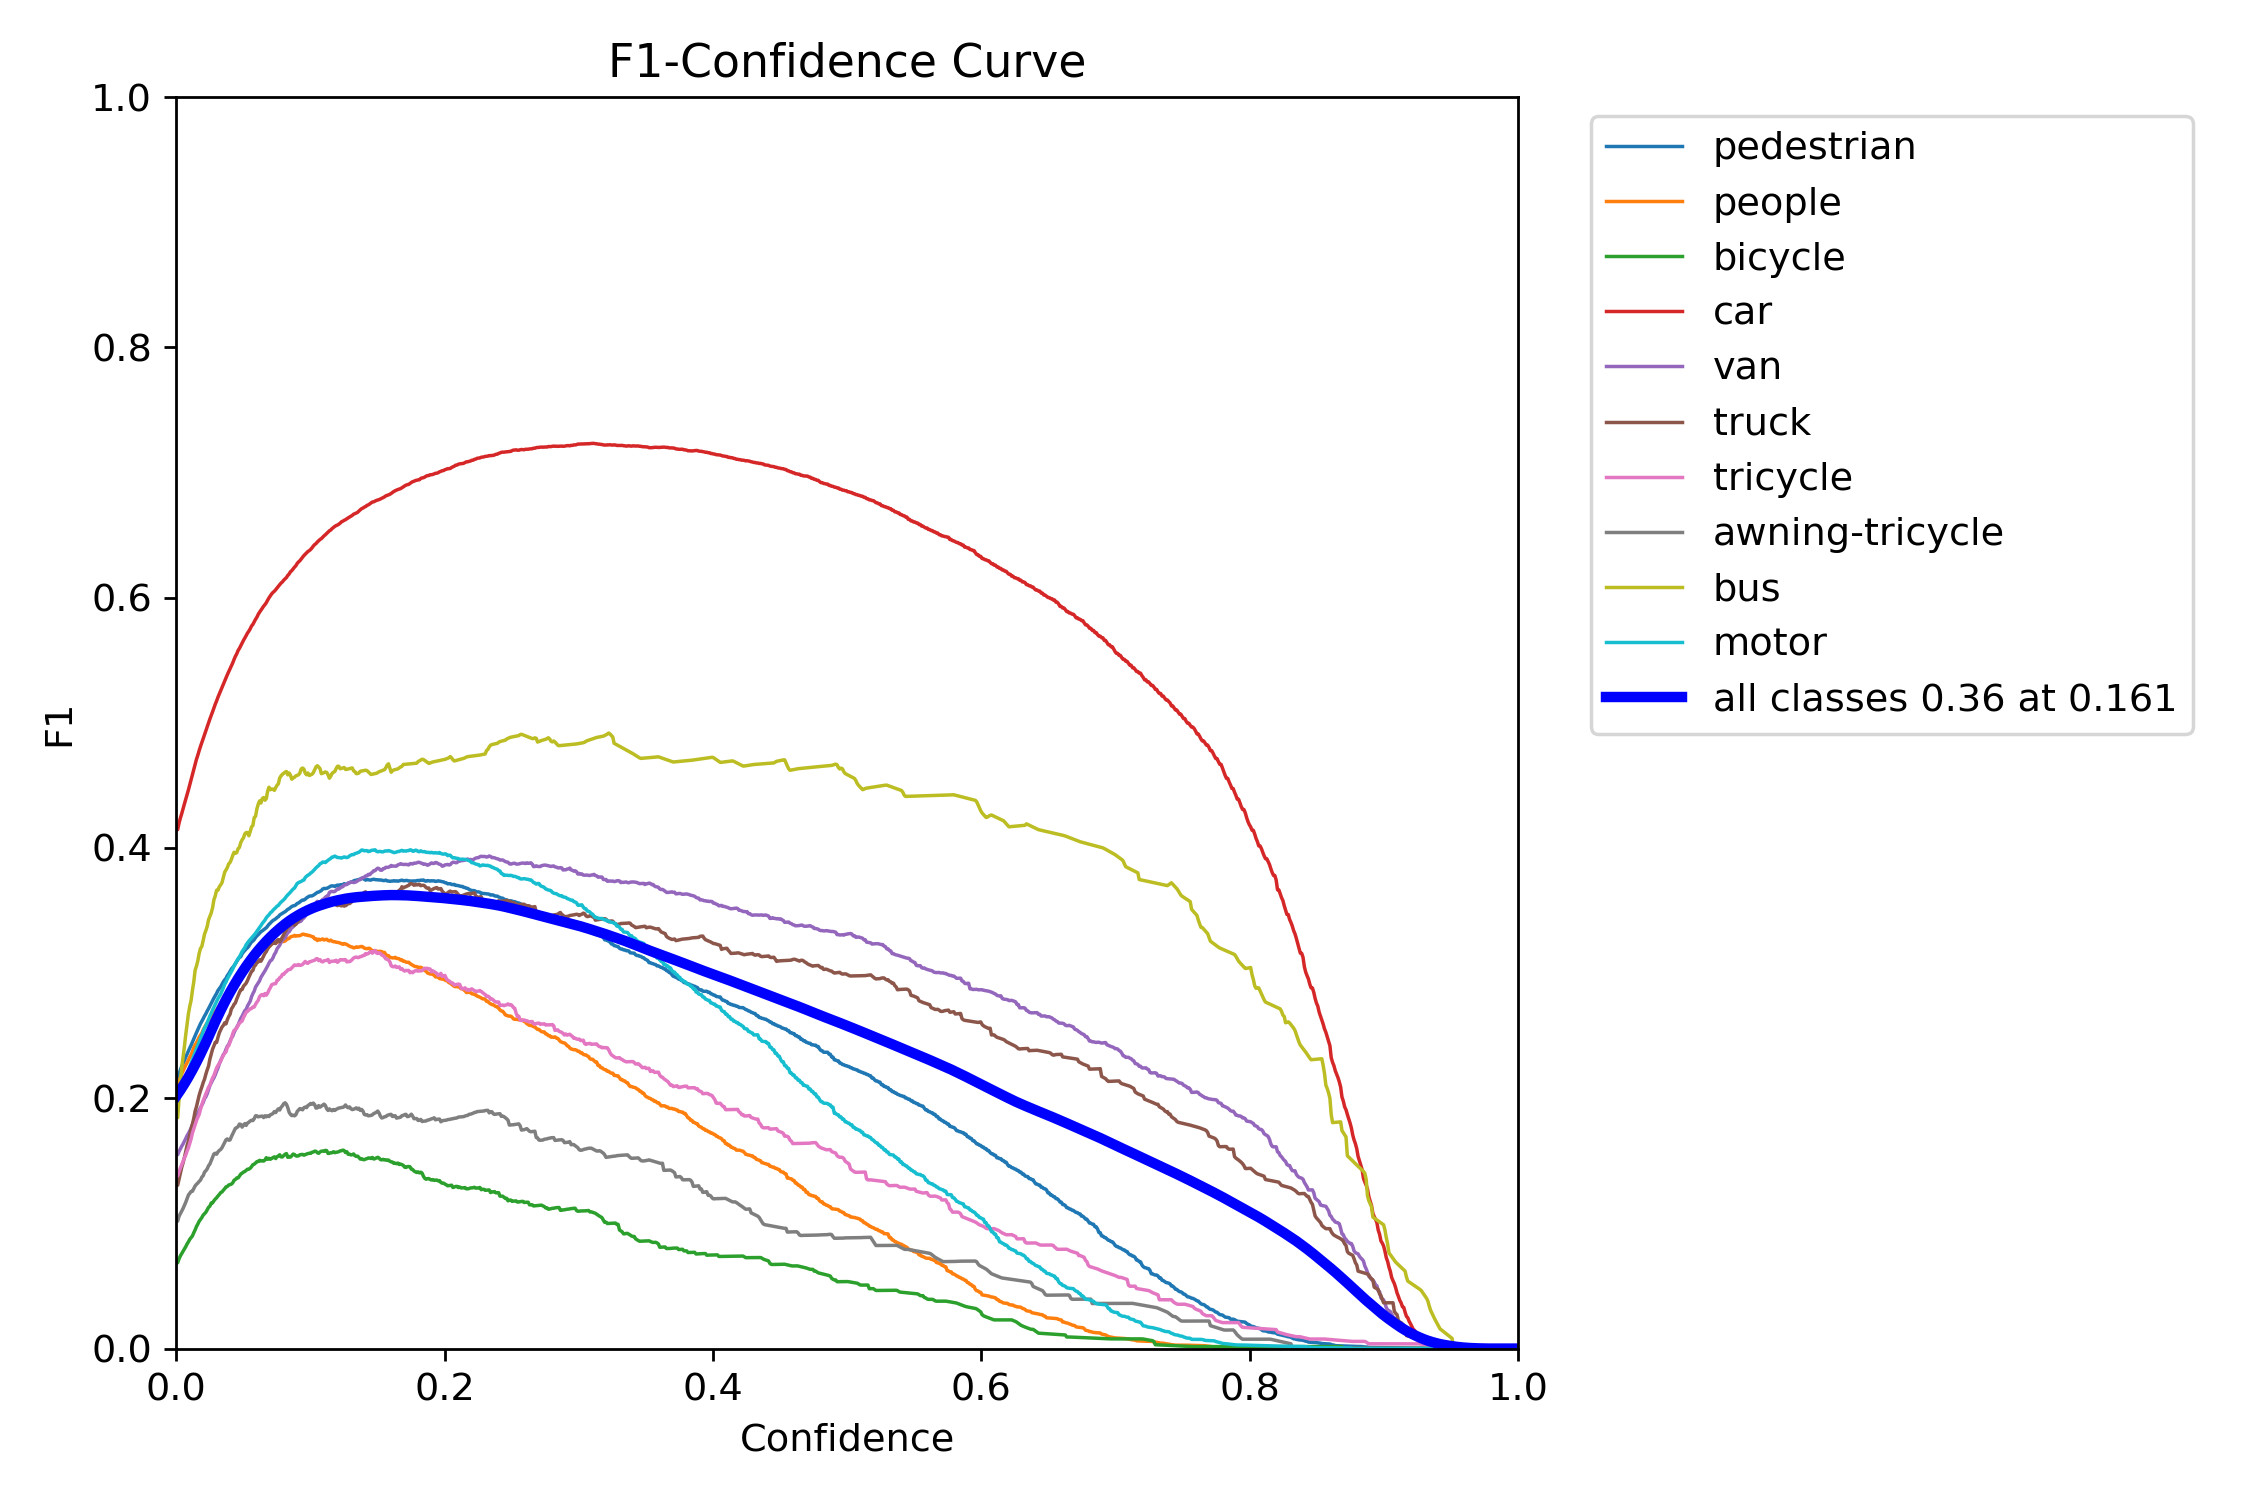 F1-Confidence Curve
1.0
0.8
0.6
0.4
0.2
0.0
F1
0.0 0.2 0.4 0.6 0.8 1.0
Confidence
pedestrian
people
bicycle
car
van
truck
tricycle
awning-tricycle
bus
motor
all classes 0.36 at 0.161